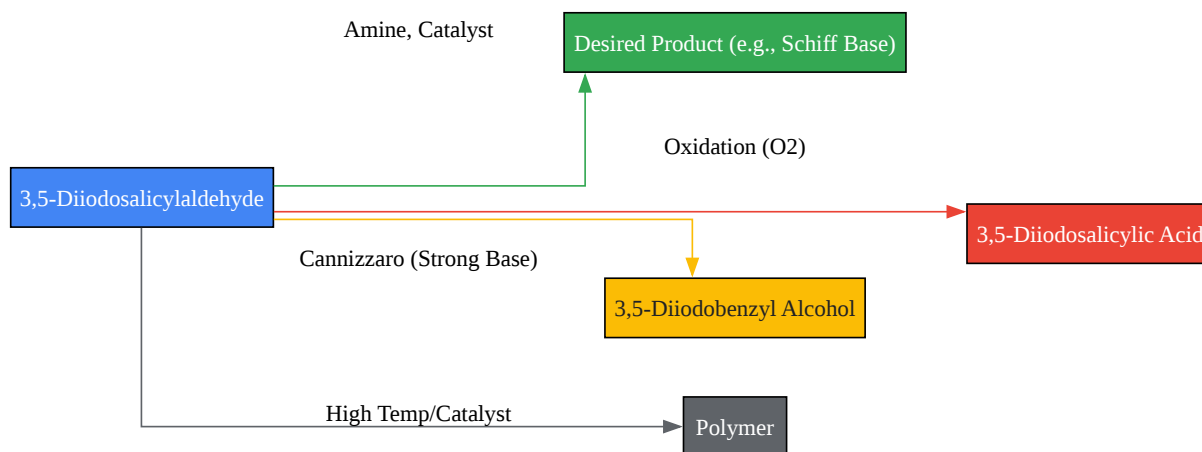 Amine, Catalyst
Desired Product (e.g., Schiff Base)
Oxidation (O2)
3,5-Diiodosalicylaldehyde
3,5-Diiodosalicylic Acid
Cannizzaro (Strong Base)
3,5-Diiodobenzyl Alcohol
High Temp/Catalyst
Polymer